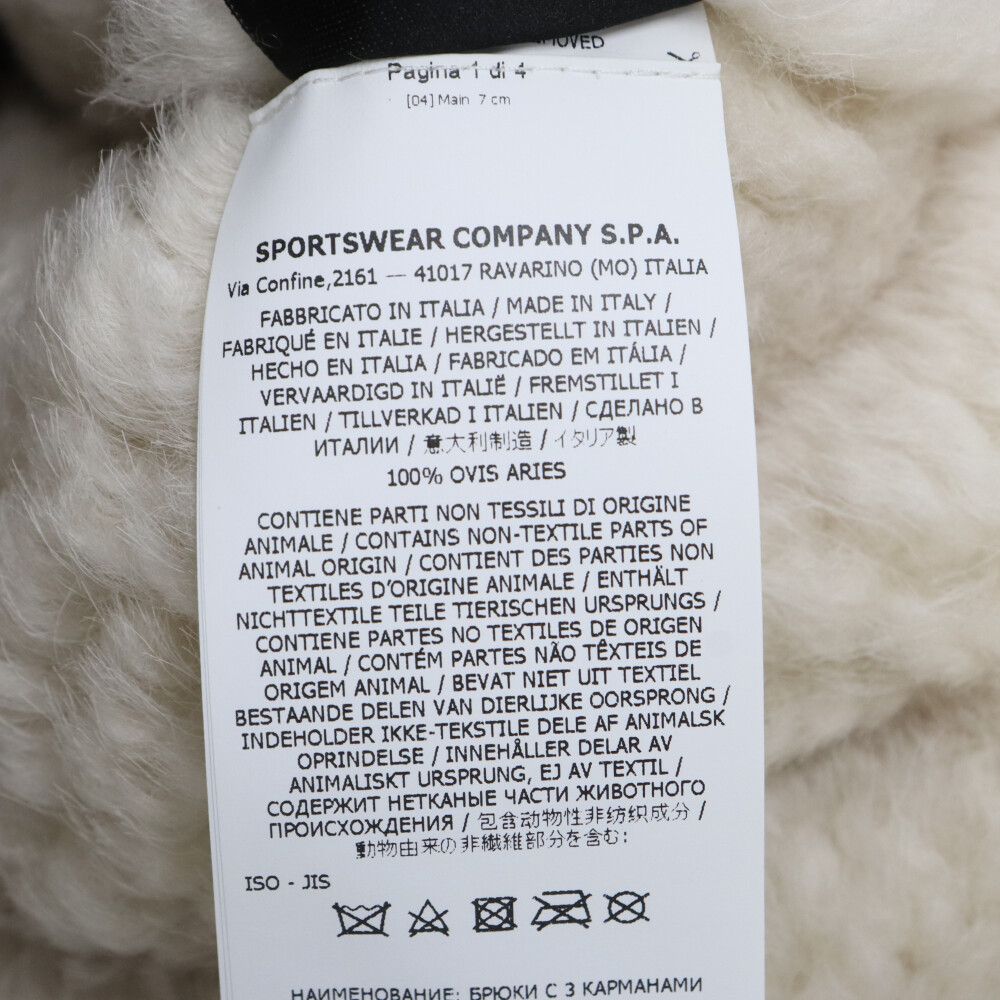 REMOVED
Pagina 1 di 4
[04] Main 7 cm
SPORTSWEAR COMPANY S.P.A.
Via Confine,2161 — 41017 RAVARINO (MO) ITALIA
FABBRICATO IN ITALIA / MADE IN ITALY /
FABRIQUÉ EN ITALIE / HERGESTELLT IN ITALIEN /
HECHO EN ITALIA / FABRICADO EM ITÁLIA /
VERVAARDIGD IN ITALIË / FREMSTILLET I
ITALIEN / TILLVERKAD I ITALIEN / СДЕЛАНО В
ИТАЛИИ / 意大利制造 / イタリア製
100% OVIS ARIES
CONTIENE PARTI NON TESSILI DI ORIGINE
ANIMALE / CONTAINS NON-TEXTILE PARTS OF
ANIMAL ORIGIN / CONTIENT DES PARTIES NON
TEXTILES D'ORIGINE ANIMALE / ENTHÄLT
NICHTTEXTILE TEILE TIERISCHEN URSPRUNGS /
CONTIENE PARTES NO TEXTILES DE ORIGEN
ANIMAL / CONTÉM PARTES NÃO TÊXTEIS DE
ORIGEM ANIMAL / BEVAT NIET UIT TEXTIEL
BESTAANDE DELEN VAN DIERLIJKE OORSPRONG /
INDEHOLDER IKKE-TEKSTILE DELE AF ANIMALSK
OPRINDELSE / INNEHÅLLER DELAR AV
ANIMALISKT URSPRUNG, EJ AV TEXTIL /
СОДЕРЖИТ НЕТКАНЫЕ ЧАСТИ ЖИВОТНОГО
ПРОИСХОЖДЕНИЯ / 包含动物性非纺织成分 /
動物由来の非繊維部分を含む:
ISO - JIS
НАИМЕНОВАНИЕ: БРЮКИ С 3 КАРМАНАМИ